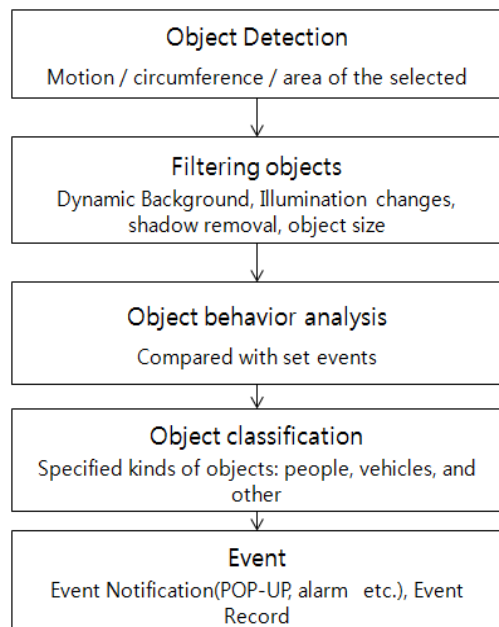 Object Detection
Motion / circumference / area of the selected
Filtering objects
Dynamic Background, Illumination changes,
shadow removal, object size
Object behavior analysis
Compared with set events
Object classification
Specified kinds of objects: people, vehicles, and
other
Event
Event Notification(POP-UP, alarm etc.), Event
Record